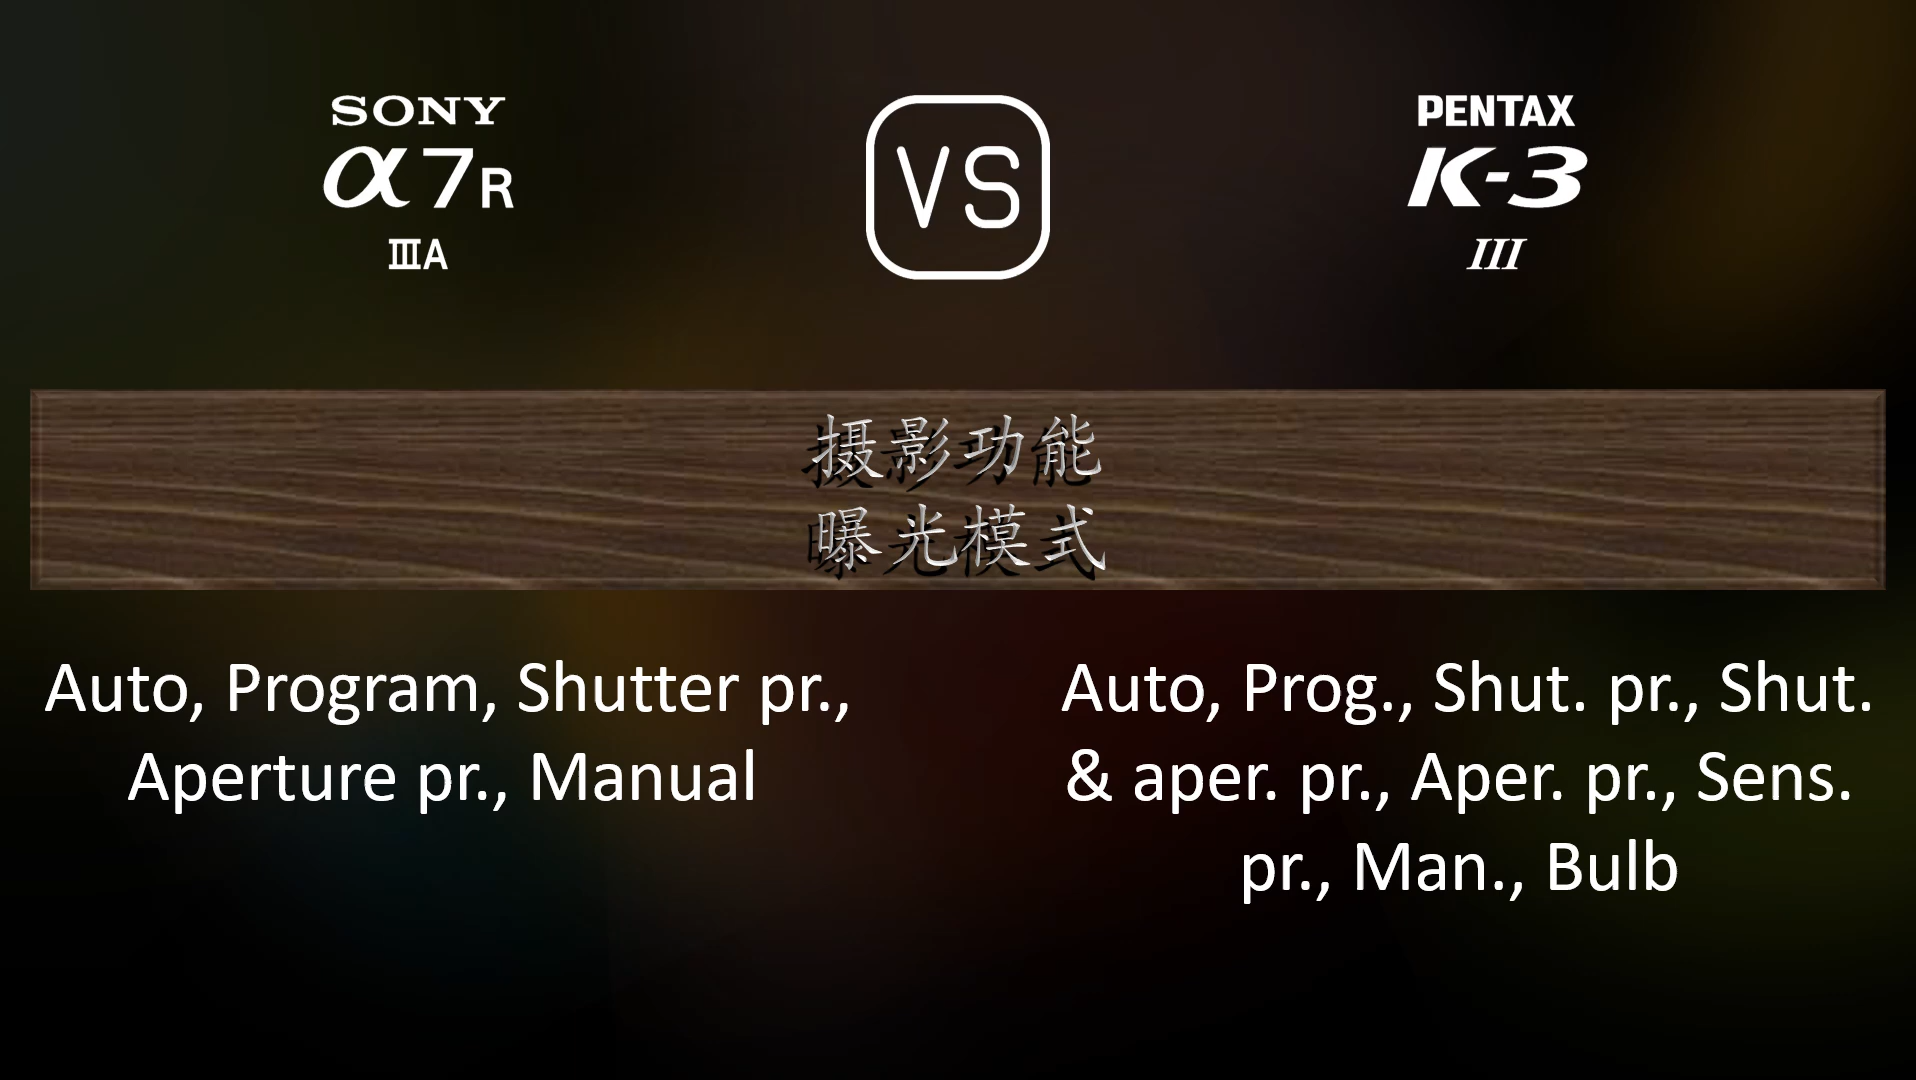 SONY
α7R
IIIA
VS
PENTAX
K-3
III
摄影功能
曝光模式
Auto, Program, Shutter pr.,
Aperture pr., Manual
Auto, Prog., Shut. pr., Shut.
& aper. pr., Aper. pr., Sens.
pr., Man., Bulb